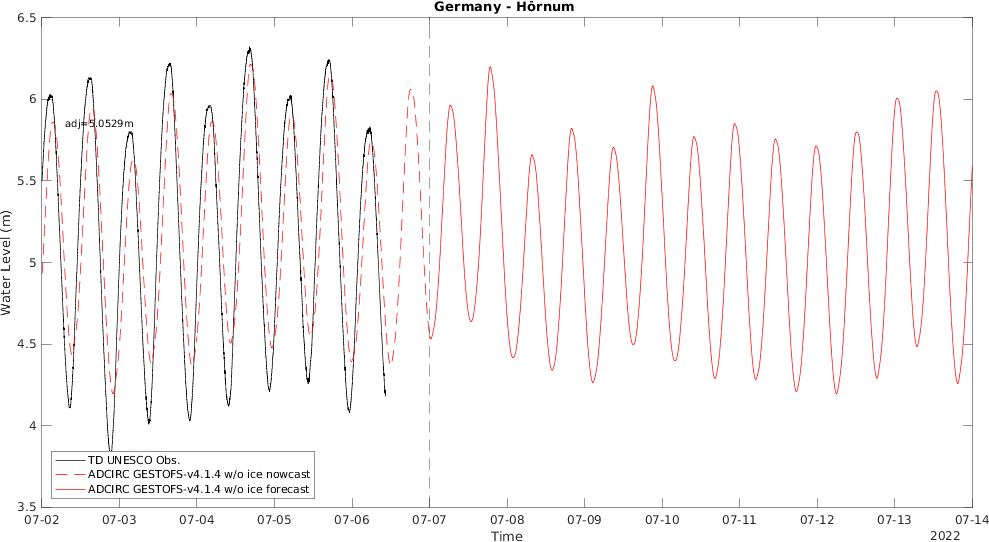 Germany - Hörnum
6.5
6
5.5
5
4.5
4
3.5
Water Level (m)
adj=5.0529m
TD UNESCO Obs.
ADCIRC GESTOFS-v4.1.4 w/o ice nowcast
ADCIRC GESTOFS-v4.1.4 w/o ice forecast
07-02 07-03 07-04 07-05 07-06 07-07 07-08 07-09 07-10 07-11 07-12 07-13 07-14
Time
2022